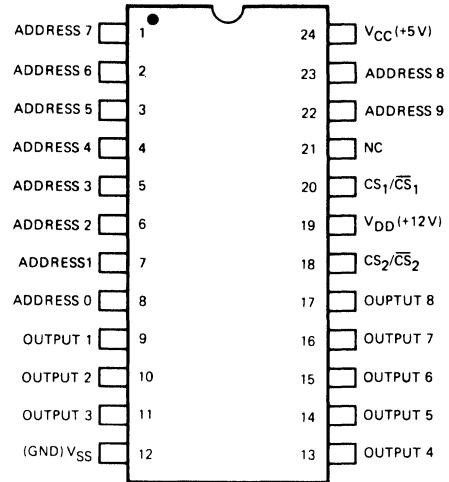 ADDRESS 7 1 24 VCC (+5V)
ADDRESS 6 2 23 ADDRESS 8
ADDRESS 5 3 22 ADDRESS 9
ADDRESS 4 4 21 NC
ADDRESS 3 5 20 CS1/C̅S̅1
ADDRESS 2 6 19 VDD (+12V)
ADDRESS1 7 18 CS2/C̅S̅2
ADDRESS 0 8 17 OUPTUT 8
OUTPUT 1 9 16 OUTPUT 7
OUTPUT 2 10 15 OUTPUT 6
OUTPUT 3 11 14 OUTPUT 5
(GND) VSS 12 13 OUTPUT 4